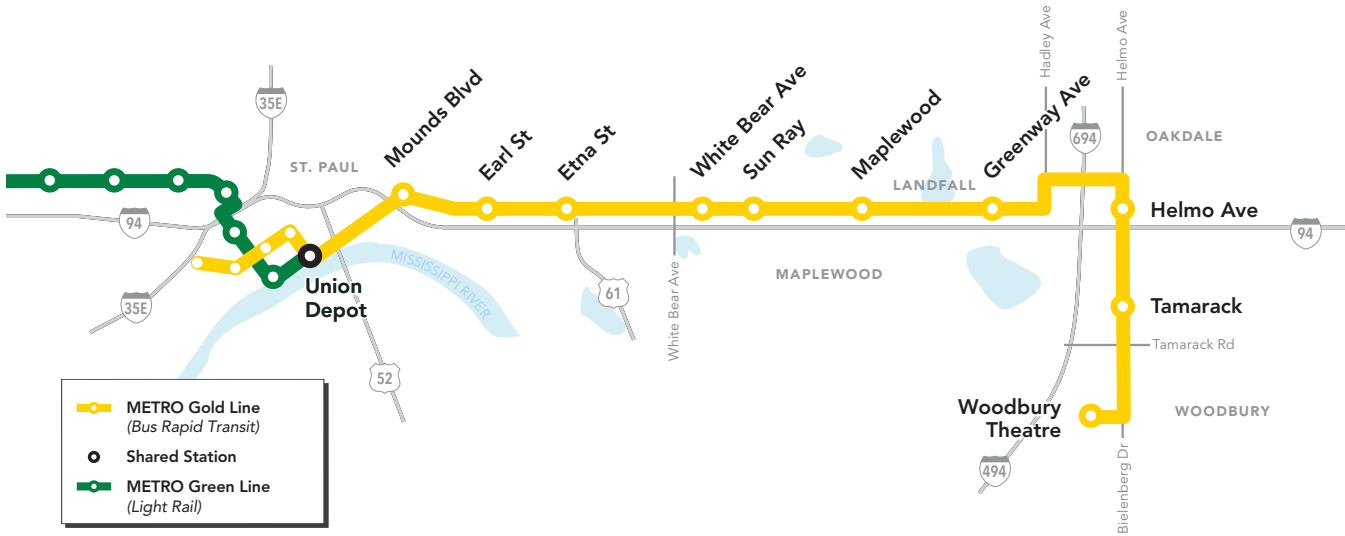 Hadley Ave
Helmo Ave
35E
Mounds Blvd
Earl St
Etna St
White Bear Ave
Sun Ray
Maplewood
Greenway Ave
694
OAKDALE
ST. PAUL
LANDFALL
Helmo Ave
94
94
MISSISSIPPI RIVER
MAPLEWOOD
Union
Depot
35E
61
White Bear Ave
Tamarack
Tamarack Rd
52
Woodbury
Theatre
WOODBURY
494
Bielenberg Dr
METRO Gold Line
(Bus Rapid Transit)
Shared Station
METRO Green Line
(Light Rail)